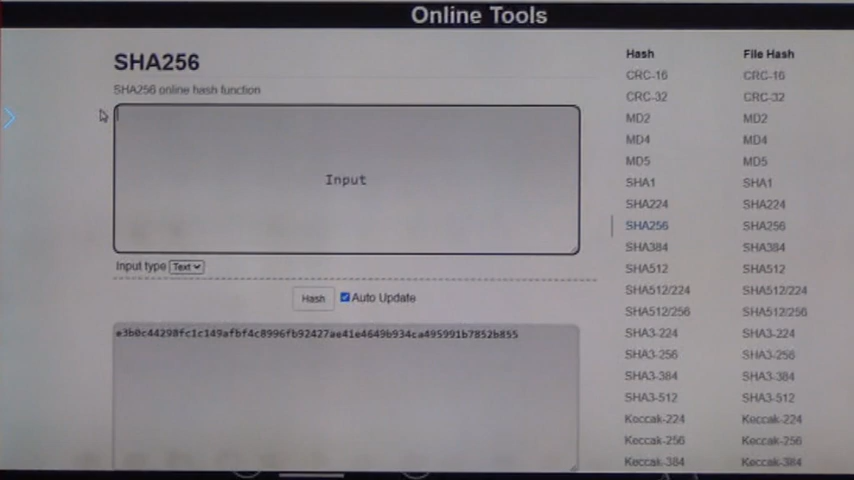 Online Tools
SHA256
SHA256 online hash function
Input
Input type Text
Hash Auto Update
e3b0c44298fc1c149afbf4c8996fb92427ae41e4649b934ca495991b7852b855
Hash
CRC-16
CRC-32
MD2
MD4
MD5
SHA1
SHA224
SHA256
SHA384
SHA512
SHA512/224
SHA512/256
SHA3-224
SHA3-256
SHA3-384
SHA3-512
Keccak-224
Keccak-256
Keccak-384
File Hash
CRC-16
CRC-32
MD2
MD4
MD5
SHA1
SHA224
SHA256
SHA384
SHA512
SHA512/224
SHA512/256
SHA3-224
SHA3-256
SHA3-384
SHA3-512
Keccak-224
Keccak-256
Keccak-384